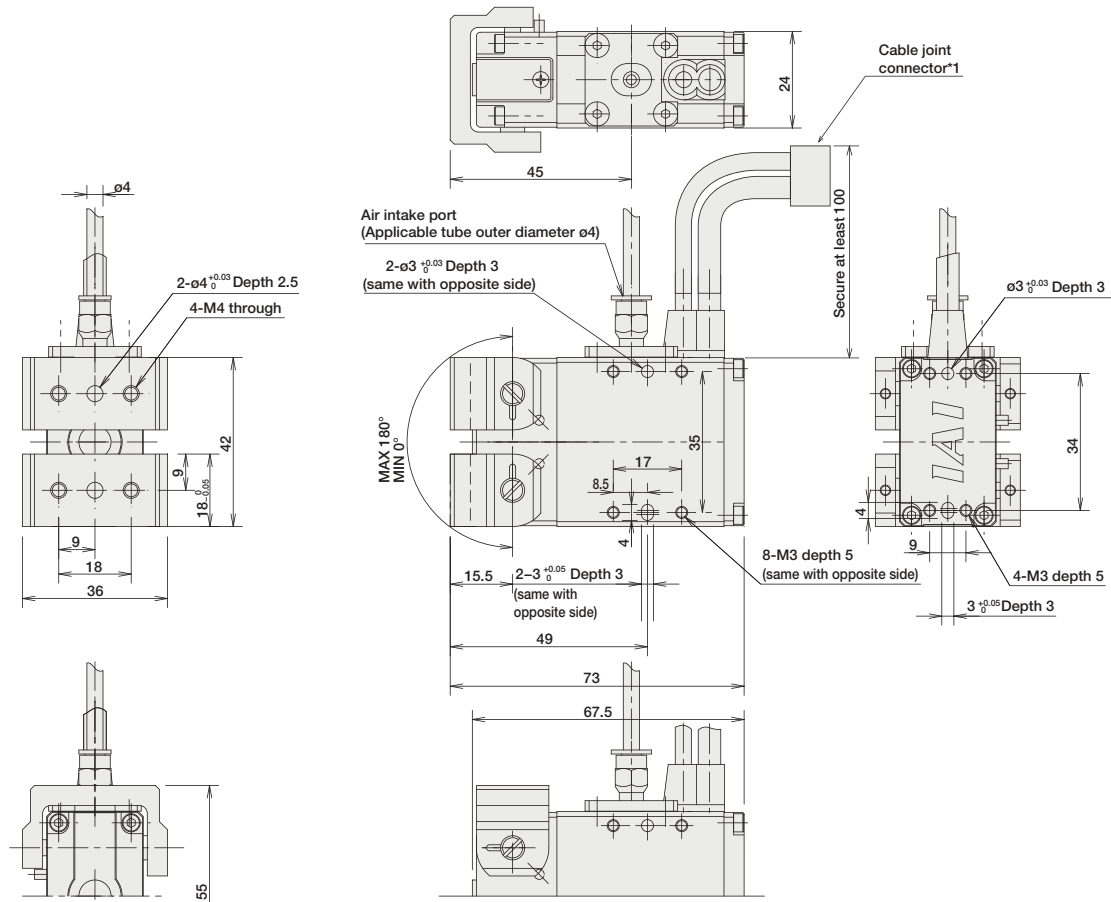 24
Cable joint
connector*1
45
ø4
Air intake port
(Applicable tube outer diameter ø4)
Secure at least 100
2-ø4 +0.03 0 Depth 2.5
4-M4 through
2-ø3 +0.03 0 Depth 3
(same with opposite side)
ø3 +0.03 0 Depth 3
42
9
18 0 -0.05
9
18
36
MAX 180°
MIN 0°
35
17
8.5
4
IAI
34
4
9
8-M3 depth 5
(same with opposite side)
4-M3 depth 5
3 +0.05 0 Depth 3
15.5
2–3 +0.05 0 Depth 3
(same with
opposite side)
49
73
67.5
55